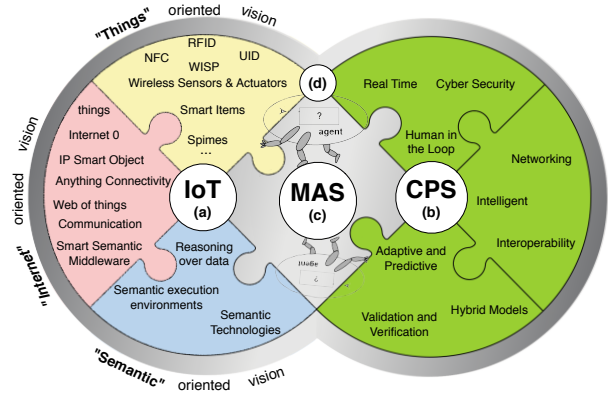 "Things" oriented vision
RFID
NFC
UID
WISP
Wireless Sensors & Actuators
Smart Items
Spimes
...
(d)
?
agent
Real Time
Cyber Security
Human in
the Loop
Networking
Intelligent
Interoperability
Adaptive and
Predictive
Hybrid Models
Validation and
Verification
"Internet" oriented vision
things
Internet 0
IP Smart Object
Anything Connectivity
Web of things
Communication
Smart Semantic
Middleware
IoT
(a)
MAS
(c)
CPS
(b)
Reasoning
over data
Semantic execution
environments
Semantic
Technologies
agent
?
"Semantic" oriented vision